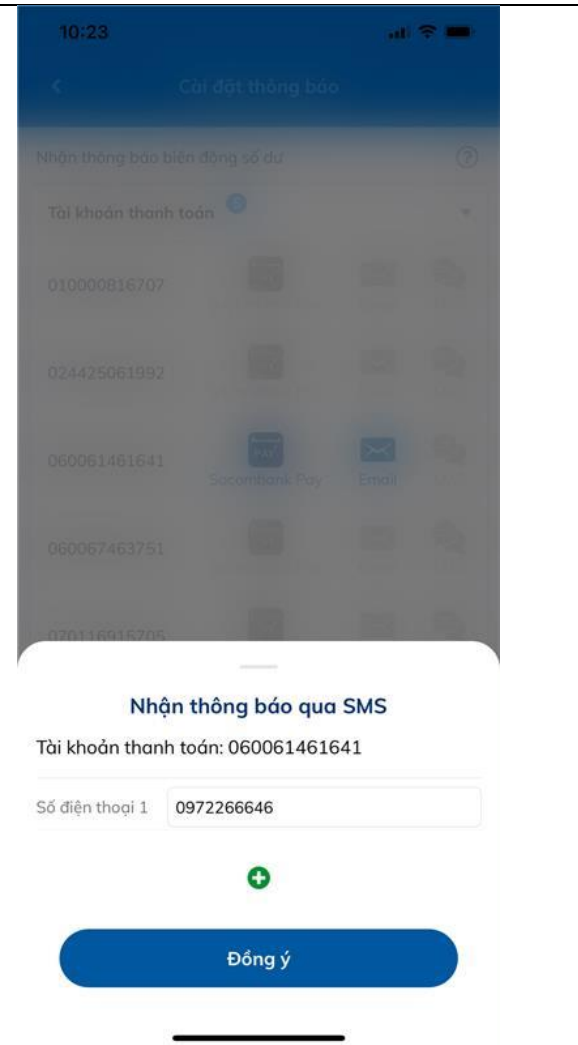 10:23
Cài đặt thông báo
Nhận thông báo biến động số dư
Tài khoản thanh toán
010000816707
024425061992
060061461641
PAY
Sacombank Pay Email
060067463751
070116915705
Nhận thông báo qua SMS
Tài khoản thanh toán: 060061461641
Số điện thoại 1 0972266646
Đồng ý